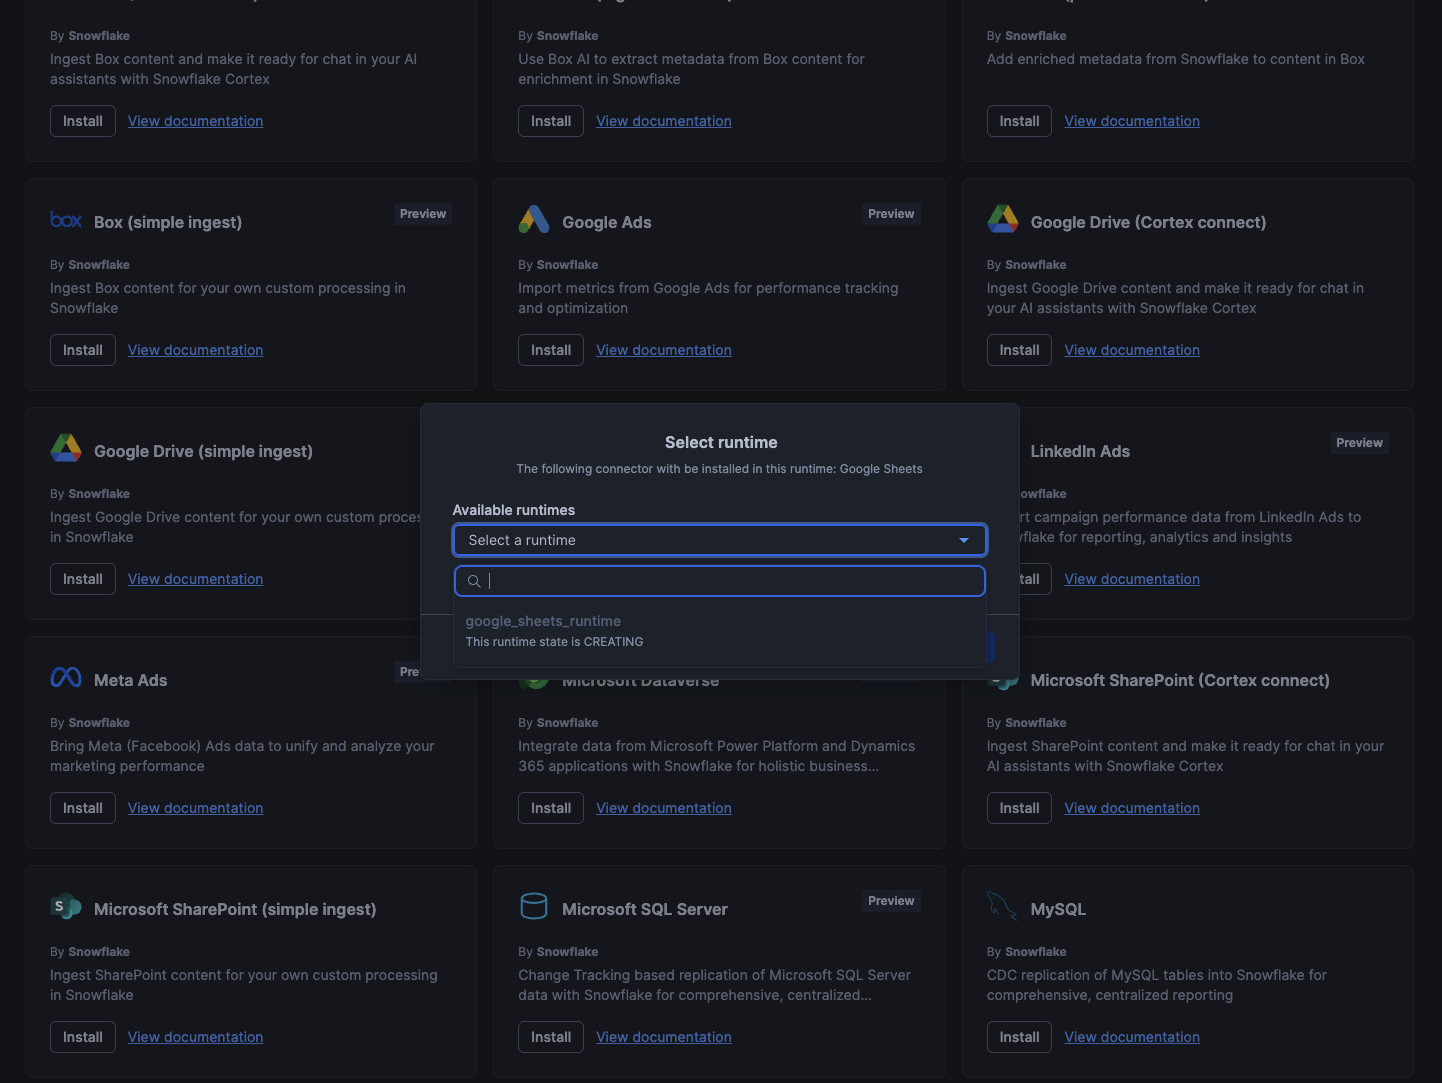 By Snowflake
Ingest Box content and make it ready for chat in your AI
assistants with Snowflake Cortex
Install View documentation
By Snowflake
Use Box AI to extract metadata from Box content for
enrichment in Snowflake
Install View documentation
By Snowflake
Add enriched metadata from Snowflake to content in Box
Install View documentation
box Box (simple ingest) Preview
By Snowflake
Ingest Box content for your own custom processing in
Snowflake
Install View documentation
Google Ads Preview
By Snowflake
Import metrics from Google Ads for performance tracking
and optimization
Install View documentation
Google Drive (Cortex connect)
By Snowflake
Ingest Google Drive content and make it ready for chat in
your AI assistants with Snowflake Cortex
Install View documentation
Google Drive (simple ingest)
By Snowflake
Ingest Google Drive content for your own custom proces
in Snowflake
Install View documentation
Select runtime
The following connector with be installed in this runtime: Google Sheets
Available runtimes
Select a runtime
google_sheets_runtime
This runtime state is CREATING
LinkedIn Ads Preview
owflake
rt campaign performance data from LinkedIn Ads to
flake for reporting, analytics and insights
tall View documentation
Meta Ads Pre
By Snowflake
Bring Meta (Facebook) Ads data to unify and analyze your
marketing performance
Install View documentation
Microsoft Dataverse
By Snowflake
Integrate data from Microsoft Power Platform and Dynamics
365 applications with Snowflake for holistic business...
Install View documentation
Microsoft SharePoint (Cortex connect)
By Snowflake
Ingest SharePoint content and make it ready for chat in your
AI assistants with Snowflake Cortex
Install View documentation
S Microsoft SharePoint (simple ingest)
By Snowflake
Ingest SharePoint content for your own custom processing
in Snowflake
Install View documentation
Microsoft SQL Server Preview
By Snowflake
Change Tracking based replication of Microsoft SQL Server
data with Snowflake for comprehensive, centralized...
Install View documentation
MySQL
By Snowflake
CDC replication of MySQL tables into Snowflake for
comprehensive, centralized reporting
Install View documentation